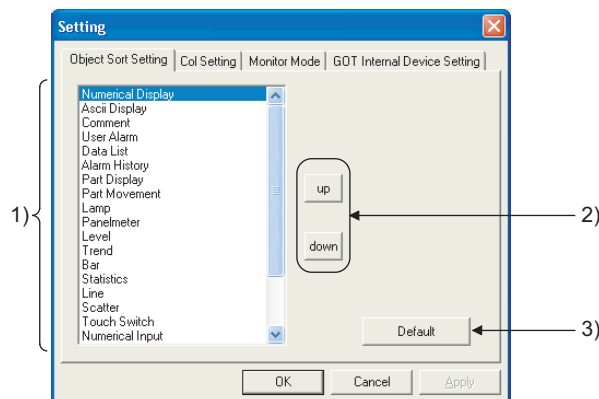 Setting
Object Sort Setting Col Setting Monitor Mode GOT Internal Device Setting
Numerical Display
Ascii Display
Comment
User Alarm
Data List
Alarm History
Part Display
Part Movement
Lamp
Panelmeter
Level
Trend
Bar
Statistics
Line
Scatter
Touch Switch
Numerical Input
1)
up
down
2)
Default
3)
OK Cancel Apply